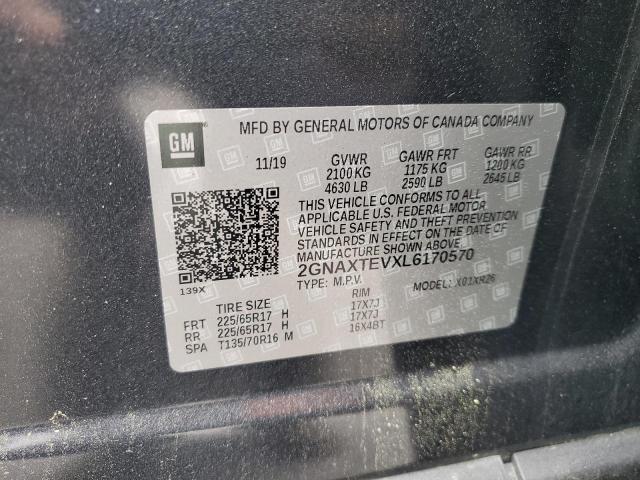 GM
MFD BY GENERAL MOTORS OF CANADA COMPANY
11/19 GVWR GAWR FRT GAWR RR
2100 KG 1175 KG 1200 KG
4630 LB 2590 LB 2645 LB
THIS VEHICLE CONFORMS TO ALL
APPLICABLE U.S. FEDERAL MOTOR
VEHICLE SAFETY AND THEFT PREVENTION
STANDARDS IN EFFECT ON THE DATE OF
MANUFACTURE SHOWN ABOVE.
2GNAXTEVXL6170570
139X
TYPE: M.P.V. MODEL: X01XR26
TIRE SIZE RIM
FRT 225/65R17 H 17X7J
RR 225/65R17 H 17X7J
SPA T135/70R16 M 16X4BT